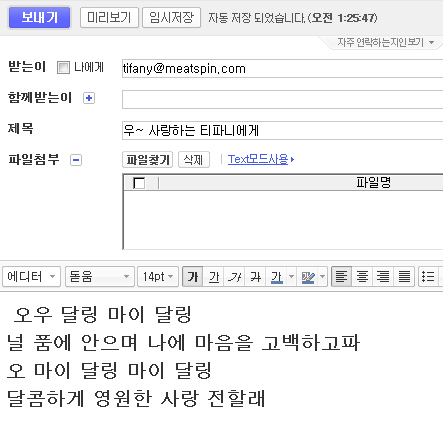 보내기 미리보기 임시저장 자동 저장 되었습니다.(오전 1:25:47)
자주 연락하는 지인 보기
받는이 나에게 tifany@meatspin.com
함께받는이
제목 우~ 사랑하는 티파니에게
파일첨부 파일찾기 삭제 Text모드사용
파일명
에디터 돋움 14pt 가 가 가 가 가
오우 달링 마이 달링
널 품에 안으며 나에 마음을 고백하고파
오 마이 달링 마이 달링
달콤하게 영원한 사랑 전할래